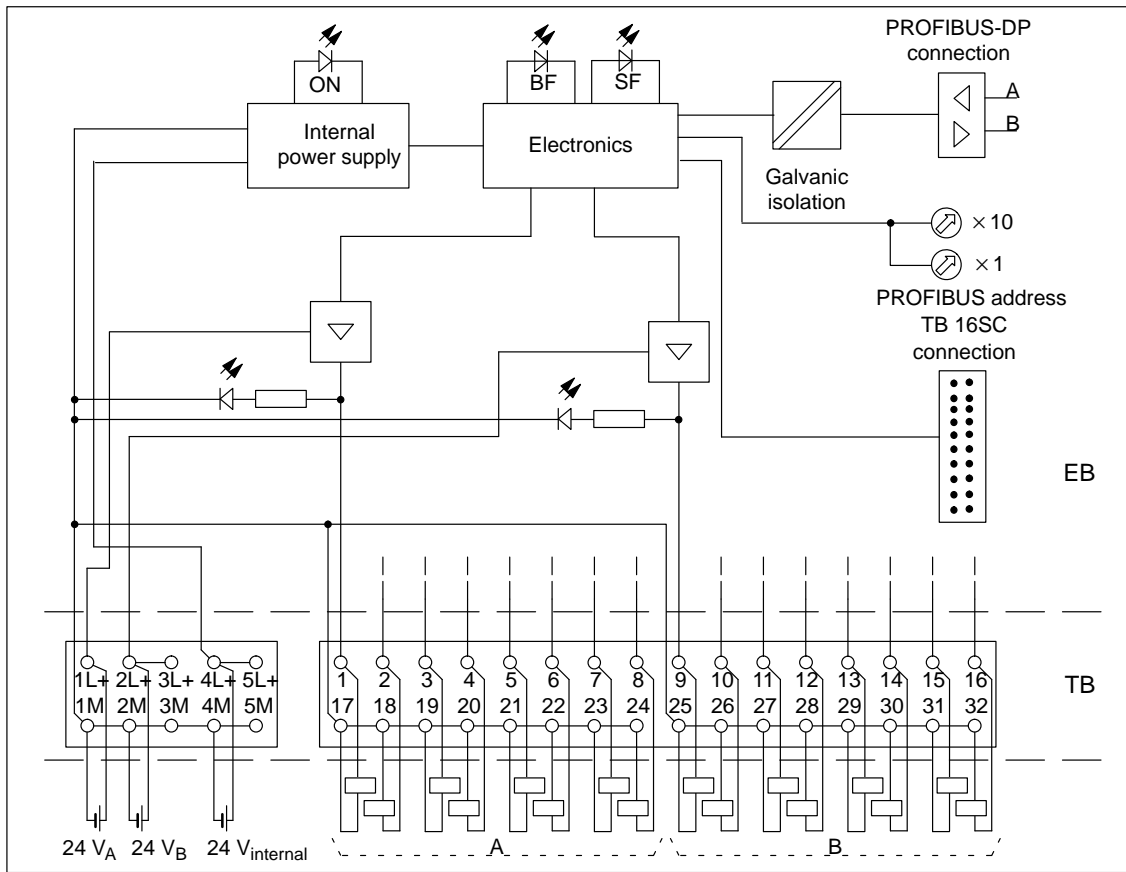 PROFIBUS-DP
connection
ON
BF
SF
A
B
Internal
power supply
Electronics
Galvanic
isolation
×10
×1
PROFIBUS address
TB 16SC
connection
EB
1L+ 2L+ 3L+ 4L+ 5L+
1M 2M 3M 4M 5M
1 2 3 4 5 6 7 8 9 10 11 12 13 14 15 16
17 18 19 20 21 22 23 24 25 26 27 28 29 30 31 32
TB
24 VA 24 VB 24 Vinternal
A
B